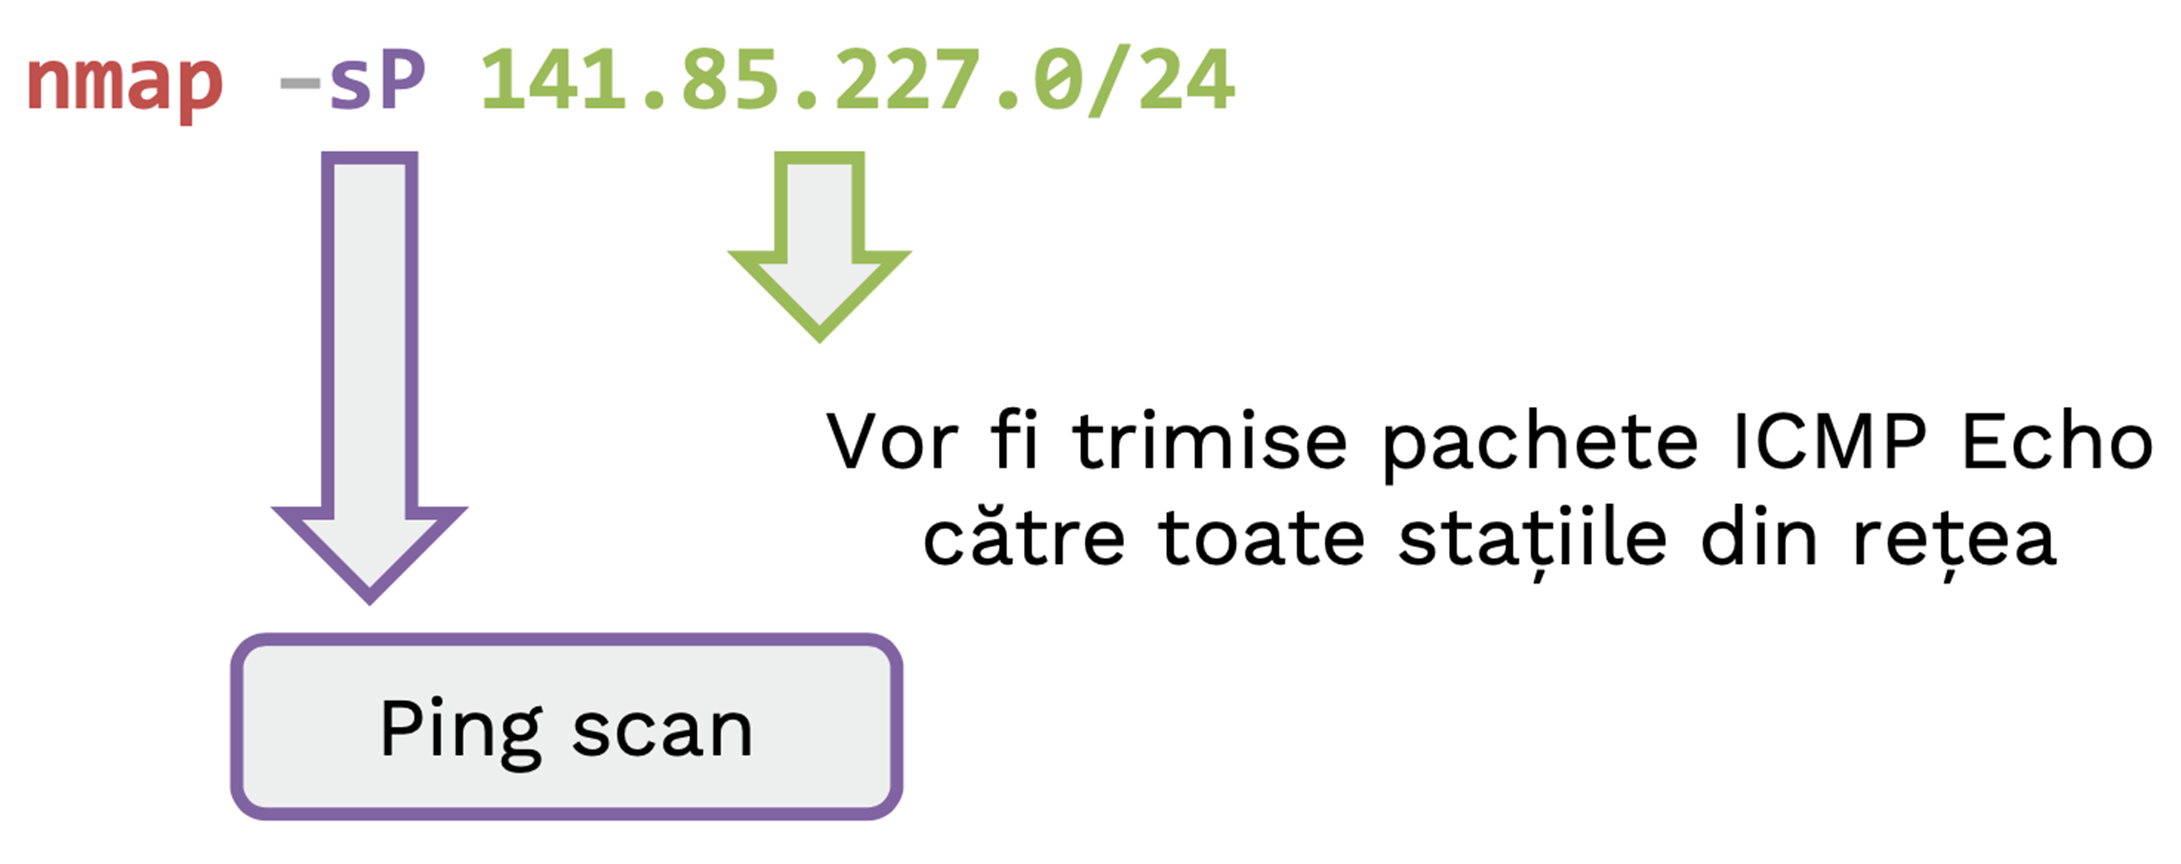 nmap -sP 141.85.227.0/24
Vor fi trimise pachete ICMP Echo
către toate stațiile din rețea
Ping scan